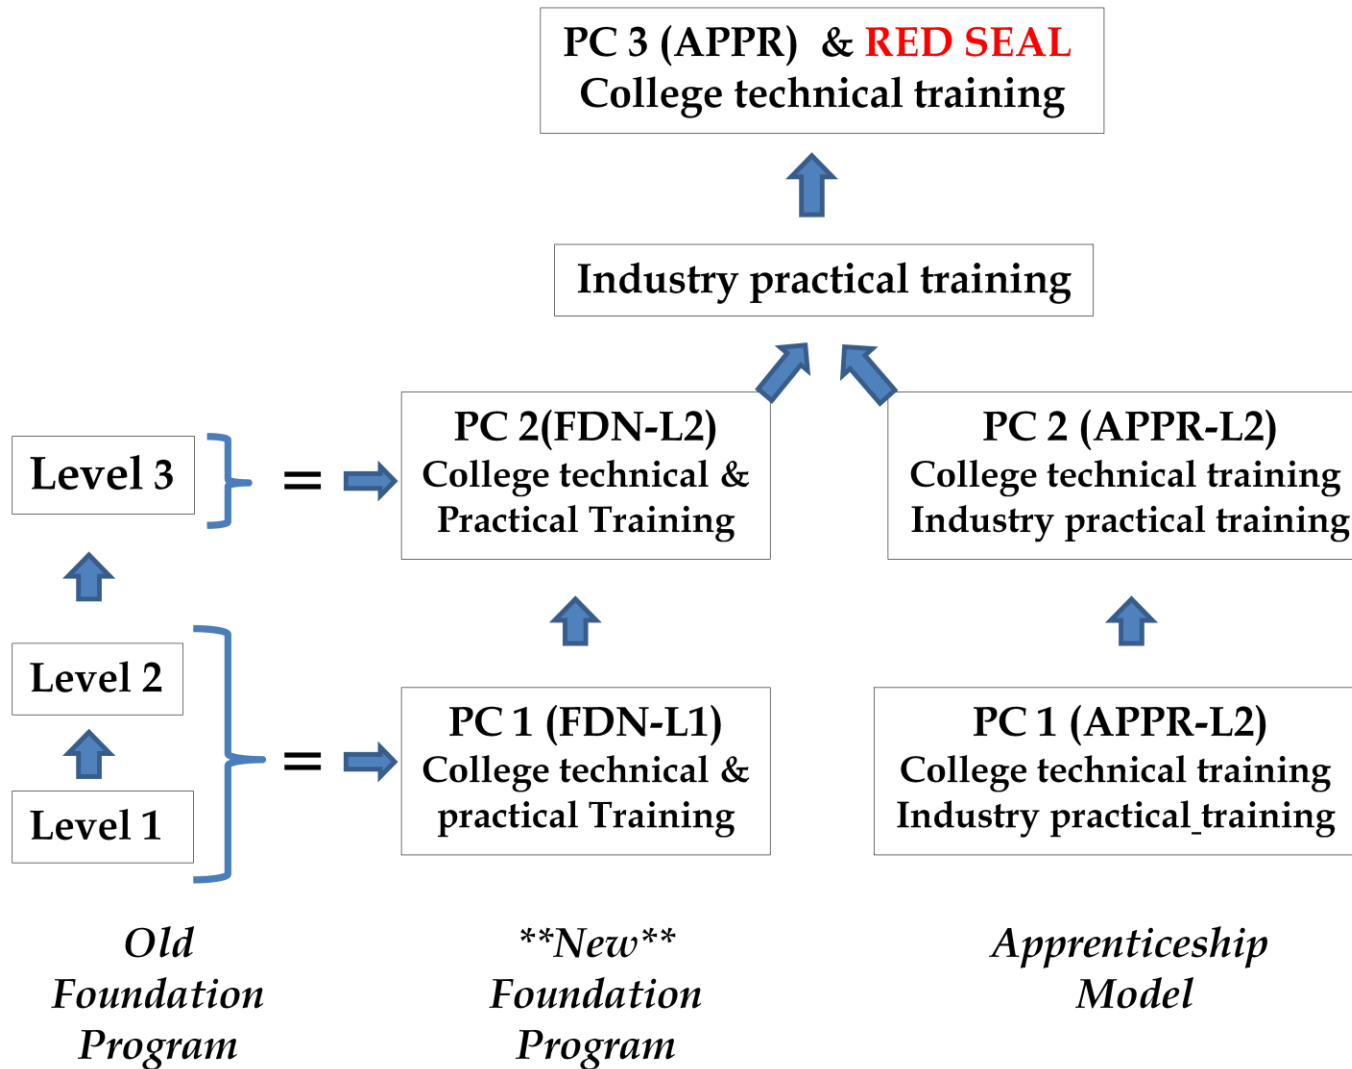 PC 3 (APPR) & RED SEAL
College technical training
Industry practical training
Level 3
=
PC 2(FDN-L2)
College technical &
Practical Training
PC 2 (APPR-L2)
College technical training
Industry practical training
Level 2
Level 1
=
PC 1 (FDN-L1)
College technical &
practical Training
PC 1 (APPR-L2)
College technical training
Industry practical_training
Old
Foundation
Program
**New**
Foundation
Program
Apprenticeship
Model